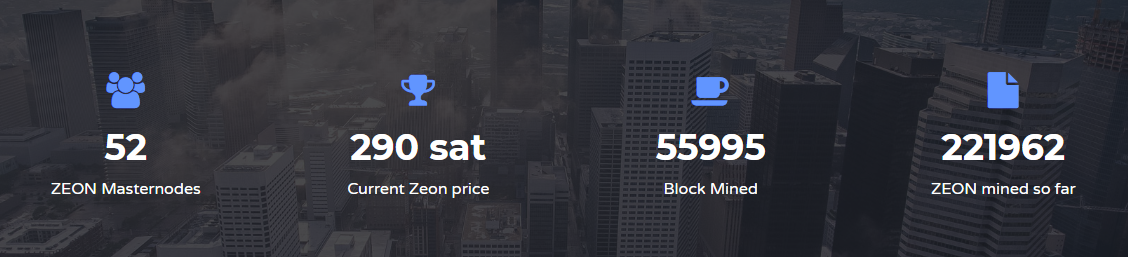 52
ZEON Masternodes
290 sat
Current Zeon price
55995
Block Mined
221962
ZEON mined so far